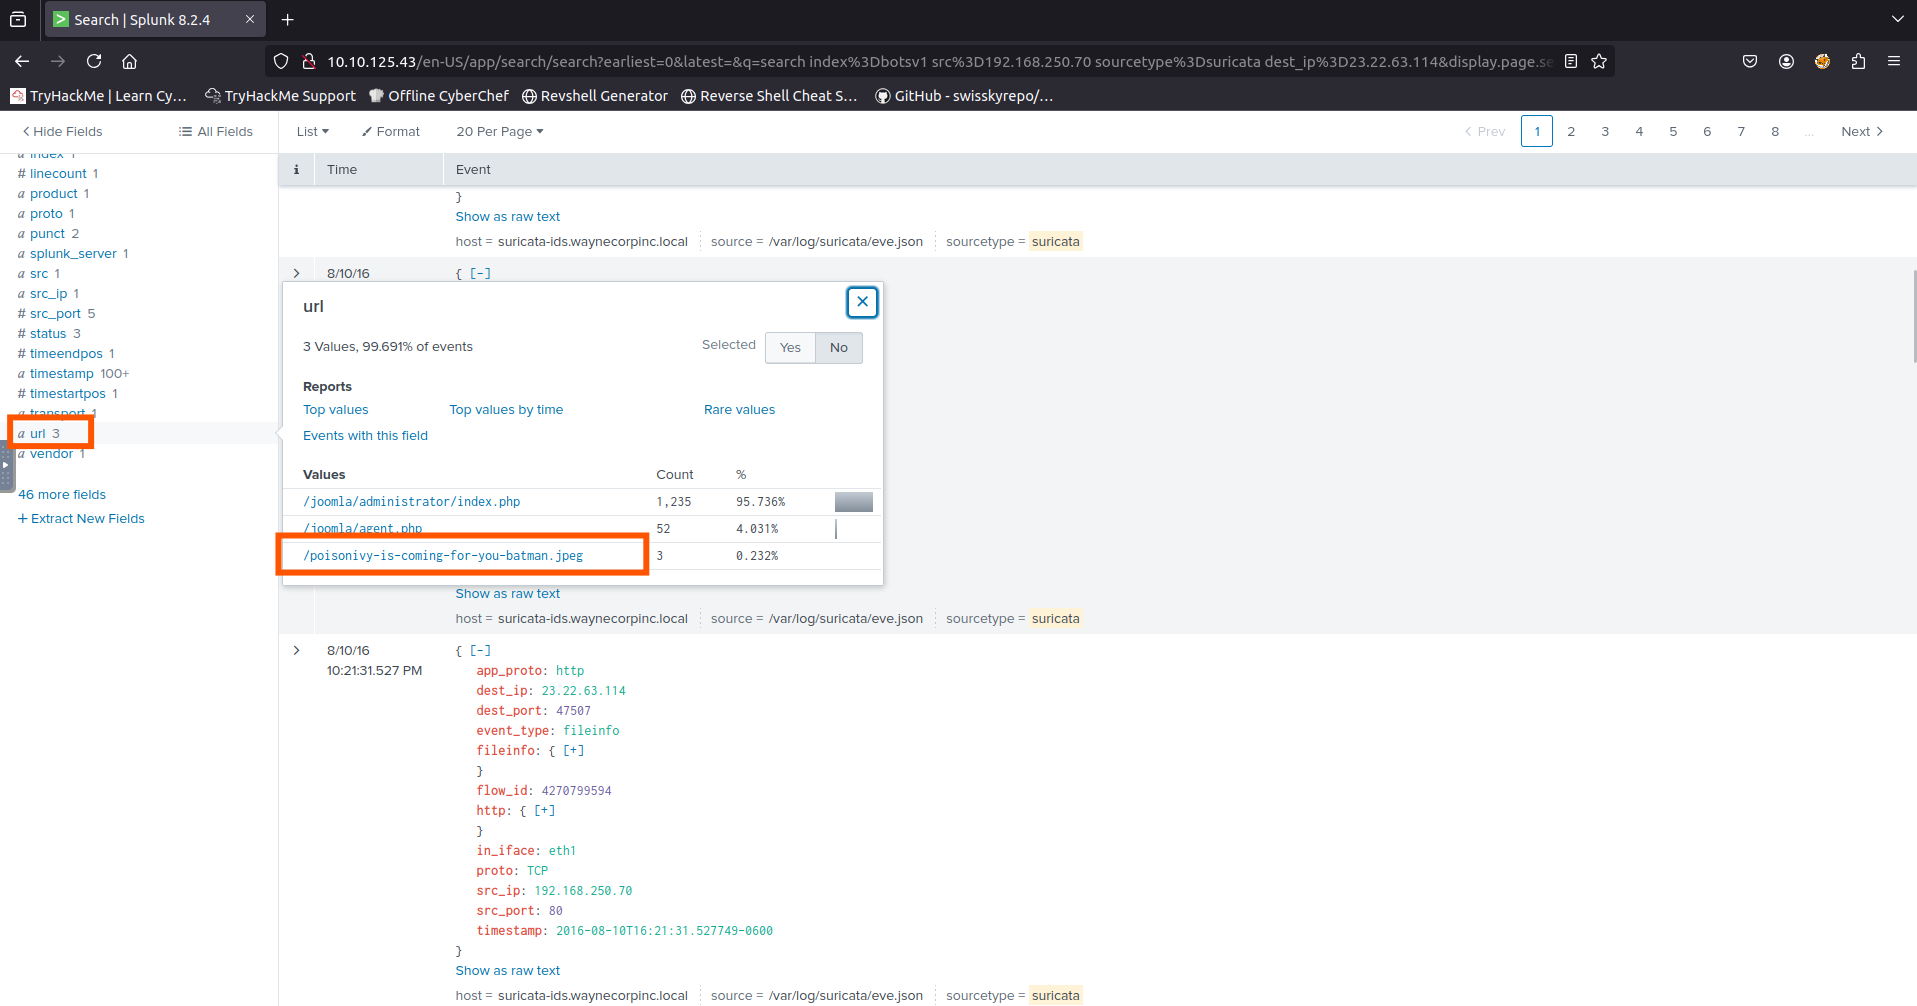 Search | Splunk 8.2.4
10.10.125.43/en-US/app/search/search?earliest=0&latest=&q=search index%3Dbotsv1 src%3D192.168.250.70 sourcetype%3Dsuricata dest_ip%3D23.22.63.114&display.page.se
TryHackMe | Learn Cy... TryHackMe Support Offline CyberChef Revshell Generator Reverse Shell Cheat S... GitHub - swisskyrepo/...
Hide Fields All Fields List Format 20 Per Page Prev 1 2 3 4 5 6 7 8 ... Next
a index 1
# linecount 1
a product 1
a proto 1
a punct 2
a splunk_server 1
a src 1
a src_ip 1
# src_port 5
# status 3
# timeendpos 1
a timestamp 100+
# timestartpos 1
a transport 1
a url 3
a vendor 1
46 more fields
+ Extract New Fields
i Time Event
}
Show as raw text
host = suricata-ids.waynecorpinc.local source = /var/log/suricata/eve.json sourcetype = suricata
8/10/16 { [-]
url
3 Values, 99.691% of events Selected Yes No
Reports
Top values Top values by time Rare values
Events with this field
Values Count %
/joomla/administrator/index.php 1,235 95.736%
/joomla/agent.php 52 4.031%
/poisonivy-is-coming-for-you-batman.jpeg 3 0.232%
Show as raw text
host = suricata-ids.waynecorpinc.local source = /var/log/suricata/eve.json sourcetype = suricata
8/10/16 { [-]
10:21:31.527 PM app_proto: http
dest_ip: 23.22.63.114
dest_port: 47507
event_type: fileinfo
fileinfo: { [+]
}
flow_id: 4270799594
http: { [+]
}
in_iface: eth1
proto: TCP
src_ip: 192.168.250.70
src_port: 80
timestamp: 2016-08-10T16:21:31.527749-0600
}
Show as raw text
host = suricata-ids.waynecorpinc.local source = /var/log/suricata/eve.json sourcetype = suricata